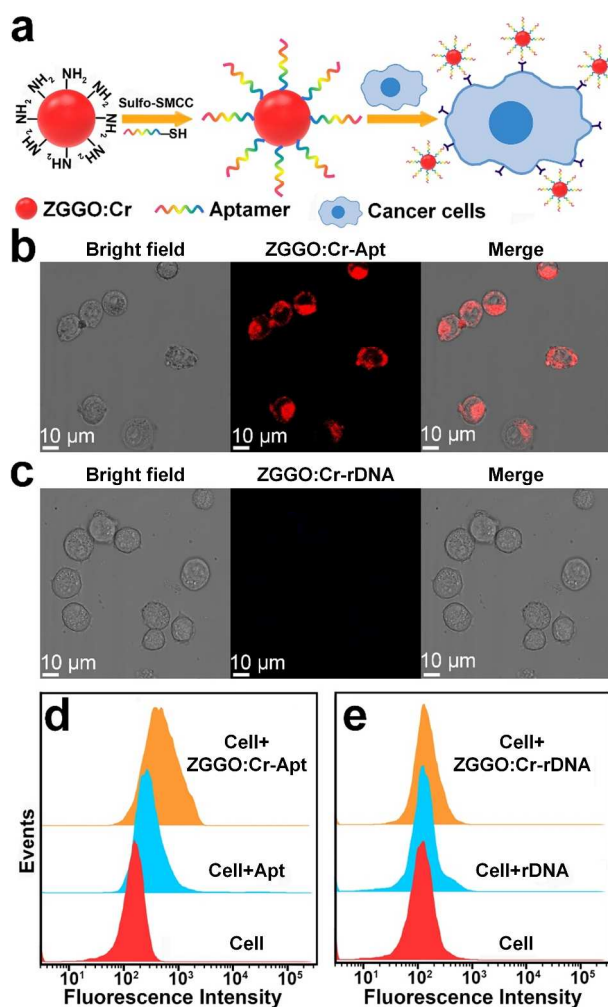 a
NH₂
NH₂
NH₂
NH₂
NH₂
NH₂
NH₂
HN
Sulfo-SMCC
SH
ZGGO:Cr
Aptamer
Cancer cells
b
Bright field
ZGGO:Cr-Apt
Merge
10 µm
10 µm
10 µm
c
Bright field
ZGGO:Cr-rDNA
Merge
10 µm
10 µm
10 µm
d
Cell+
ZGGO:Cr-Apt
Cell+Apt
Cell
Events
10¹ 10² 10³ 10⁴ 10⁵
Fluorescence Intensity
e
Cell+
ZGGO:Cr-rDNA
Cell+rDNA
Cell
10¹ 10² 10³ 10⁴ 10⁵
Fluorescence Intensity